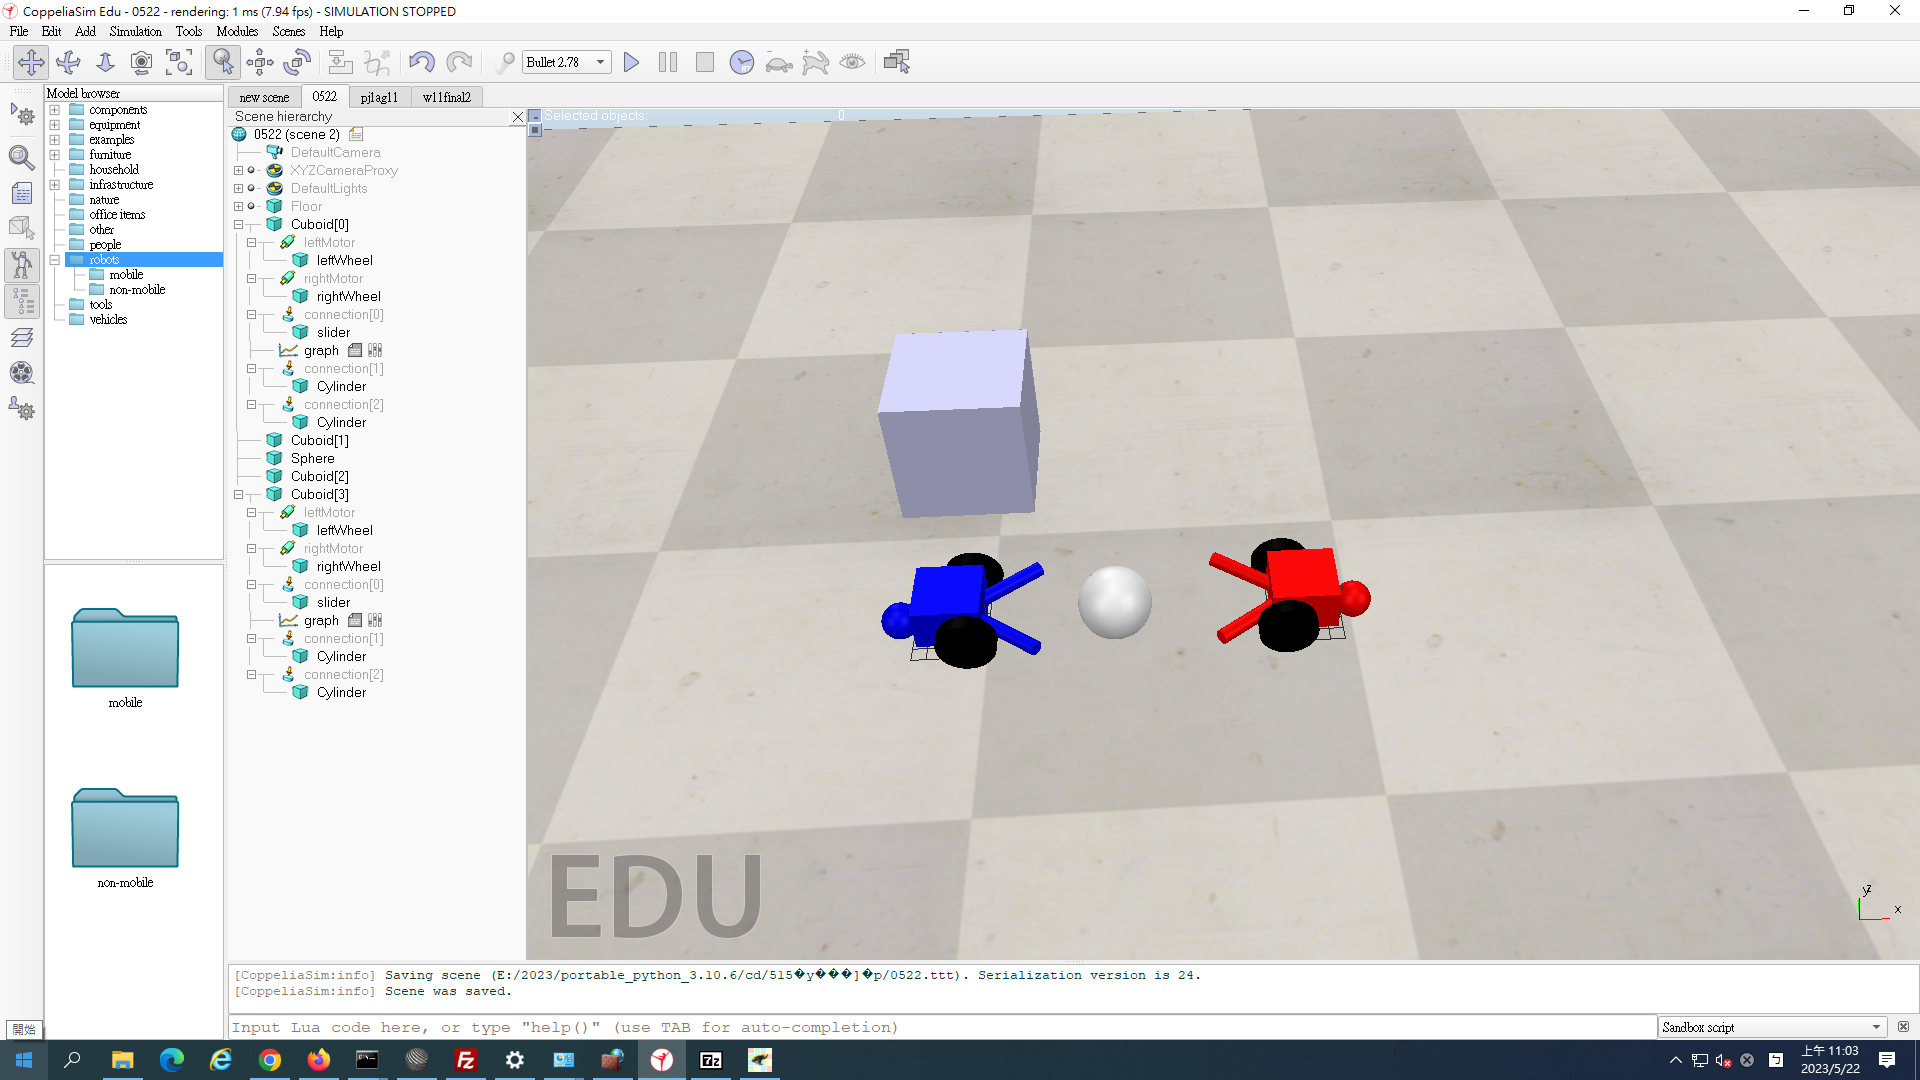 CoppeliaSim Edu - 0522 - rendering: 1 ms (7.94 fps) - SIMULATION STOPPED
File Edit Add Simulation Tools Modules Scenes Help
Bullet 2.78
Model browser
components
equipment
examples
furniture
household
infrastructure
nature
office items
other
people
robots
mobile
non-mobile
tools
vehicles
mobile
non-mobile
new scene 0522 pj1ag11 w11final2
Scene hierarchy
0522 (scene 2)
DefaultCamera
XYZCameraProxy
DefaultLights
Floor
Cuboid[0]
leftMotor
leftWheel
rightMotor
rightWheel
connection[0]
slider
graph
connection[1]
Cylinder
connection[2]
Cylinder
Cuboid[1]
Sphere
Cuboid[2]
Cuboid[3]
leftMotor
leftWheel
rightMotor
rightWheel
connection[0]
slider
graph
connection[1]
Cylinder
connection[2]
Cylinder
Selected objects: 0
EDU
z
y
x
[CoppeliaSim:info] Saving scene (E:/2023/portable_python_3.10.6/cd/515�y���]�p/0522.ttt). Serialization version is 24.
[CoppeliaSim:info] Scene was saved.
Input Lua code here, or type "help()" (use TAB for auto-completion)
Sandbox script
開始
上午 11:03
2023/5/22